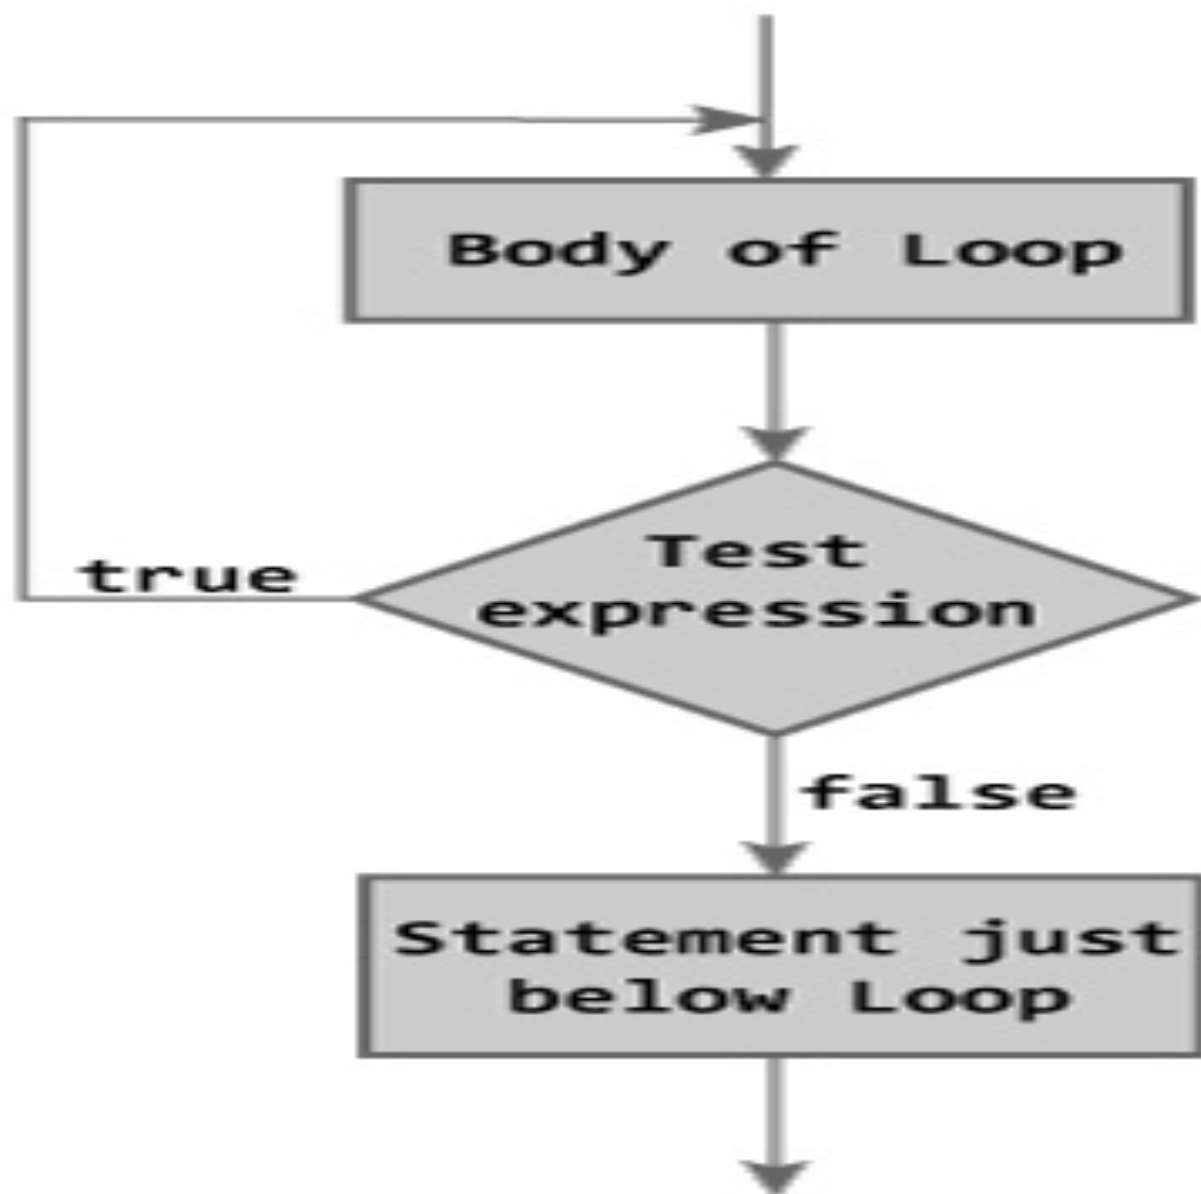 Body of Loop
Test
expression
true
false
Statement just
below Loop